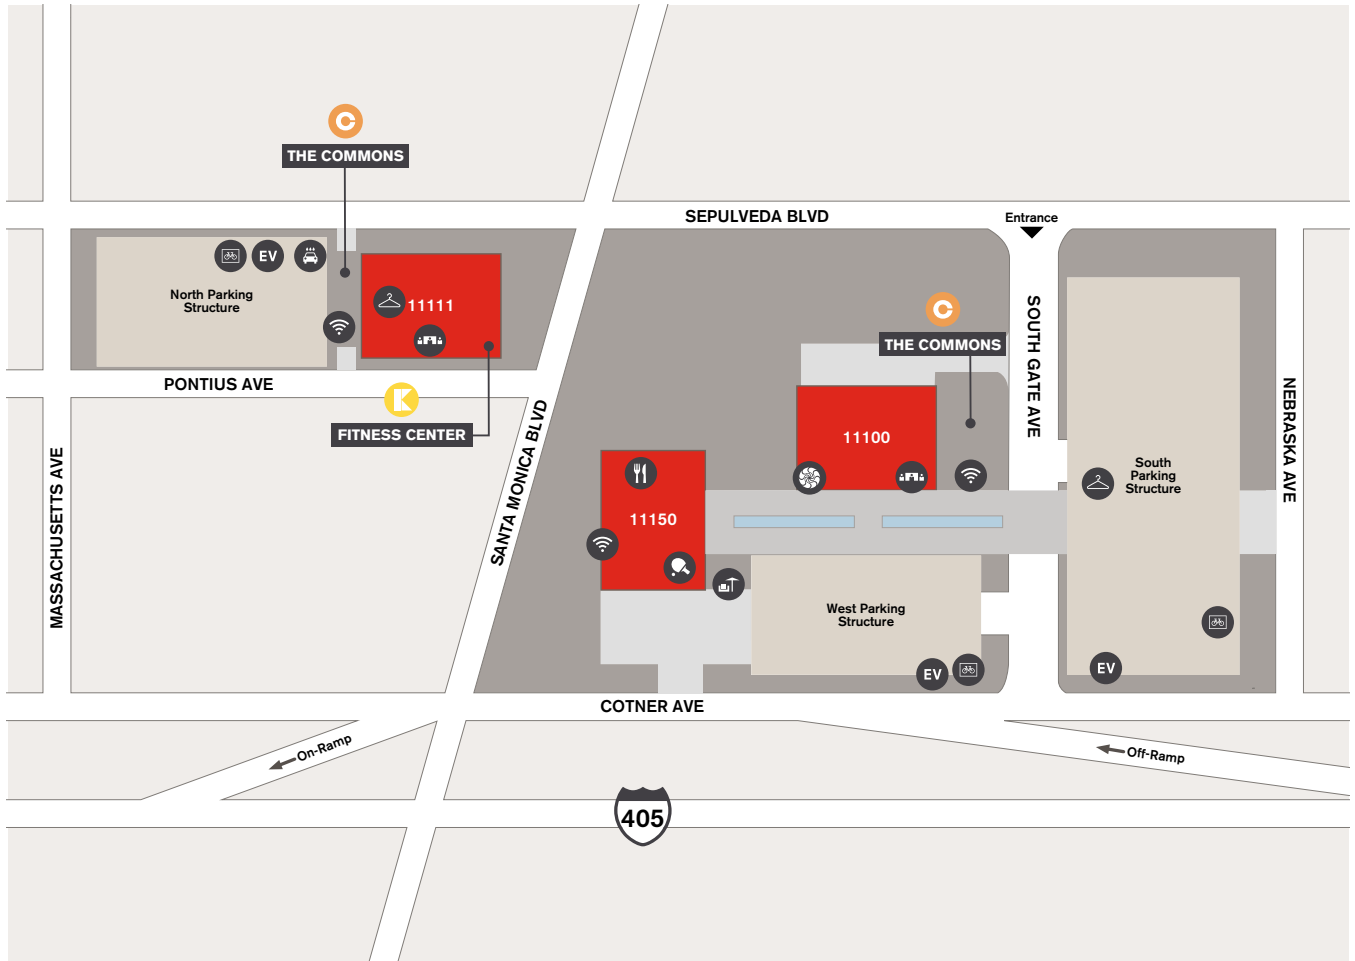 THE COMMONS
SEPULVEDA BLVD
Entrance
EV
North Parking
Structure
11111
THE COMMONS
SOUTH GATE AVE
PONTIUS AVE
FITNESS CENTER
SANTA MONICA BLVD
MASSACHUSETTS AVE
NEBRASKA AVE
11100
South
Parking
Structure
11150
West Parking
Structure
EV
EV
COTNER AVE
On-Ramp
Off-Ramp
405